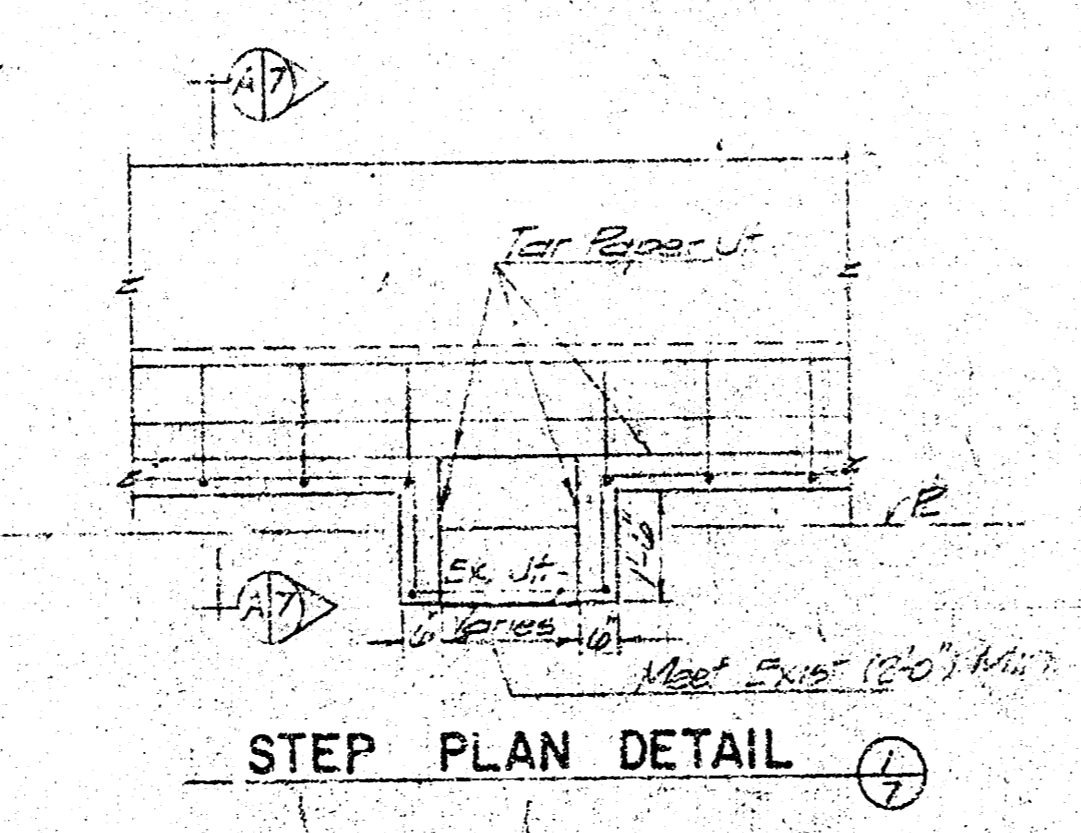 A 7
Tar Paper Jt.
PL
1'-6"
Ex. Jt.
A 7
6" Varies 6"
Meet Exist (2'-0") Min
STEP PLAN DETAIL
1
7